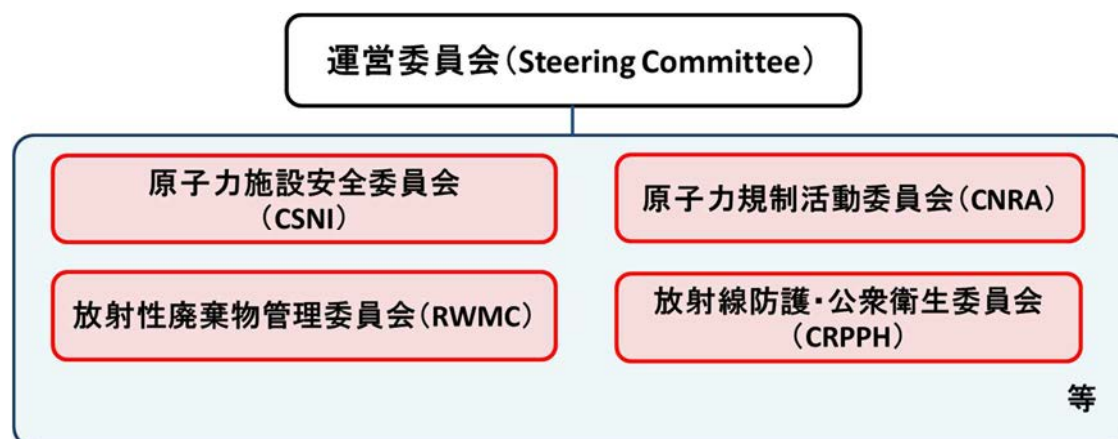 運営委員会(Steering Committee)
原子力施設安全委員会
(CSNI)
原子力規制活動委員会(CNRA)
放射性廃棄物管理委員会(RWMC)
放射線防護・公衆衛生委員会
(CRPPH)
等